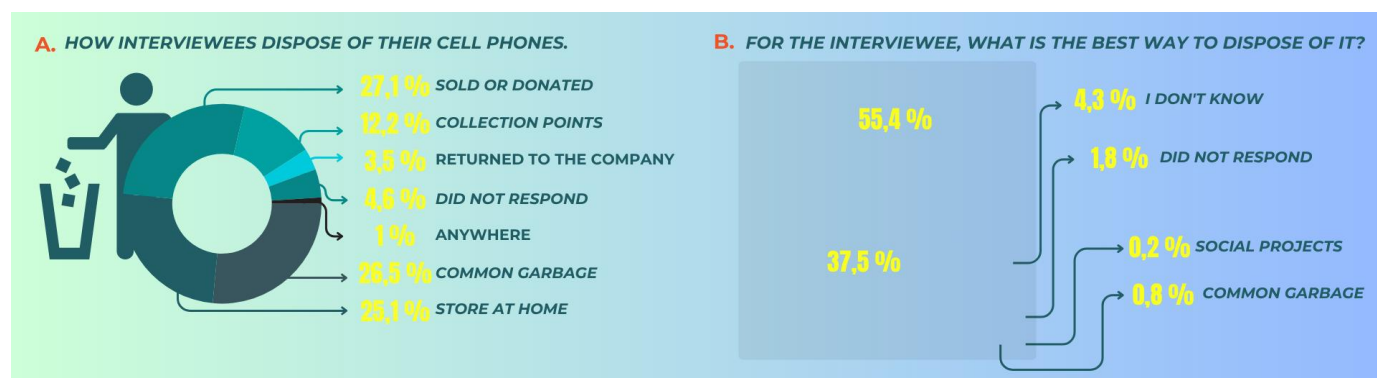 A. HOW INTERVIEWEES DISPOSE OF THEIR CELL PHONES.
27,1 % SOLD OR DONATED
12,2 % COLLECTION POINTS
3,5 % RETURNED TO THE COMPANY
4,6 % DID NOT RESPOND
1 % ANYWHERE
26,5 % COMMON GARBAGE
25,1 % STORE AT HOME
B. FOR THE INTERVIEWEE, WHAT IS THE BEST WAY TO DISPOSE OF IT?
55,4 %
37,5 %
4,3 % I DON'T KNOW
1,8 % DID NOT RESPOND
0,2 % SOCIAL PROJECTS
0,8 % COMMON GARBAGE